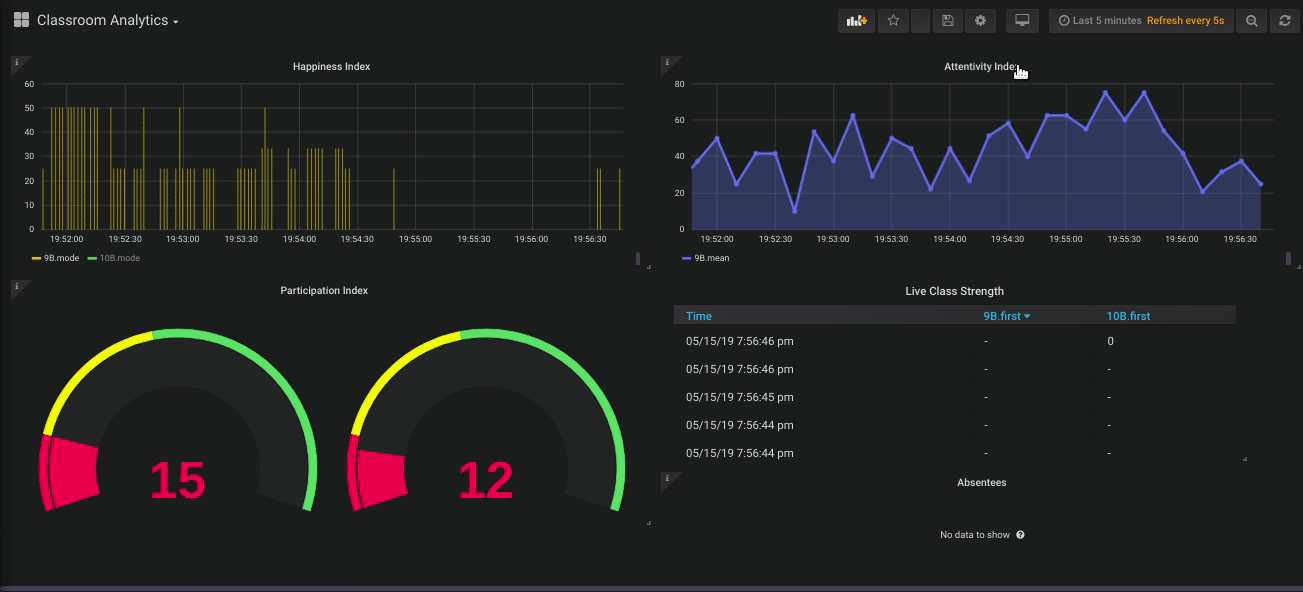 Classroom Analytics
Last 5 minutes Refresh every 5s
Happiness Index
60
50
40
30
20
10
0
19:52:00 19:52:30 19:53:00 19:53:30 19:54:00 19:54:30 19:55:00 19:55:30 19:56:00 19:56:30
9B.mode 10B.mode
Attentivity Index
80
60
40
20
0
19:52:00 19:52:30 19:53:00 19:53:30 19:54:00 19:54:30 19:55:00 19:55:30 19:56:00 19:56:30
9B.mean
Participation Index
15
12
Live Class Strength
Time 9B.first 10B.first
05/15/19 7:56:46 pm - 0
05/15/19 7:56:46 pm - -
05/15/19 7:56:45 pm - -
05/15/19 7:56:44 pm - -
05/15/19 7:56:44 pm - -
Absentees
No data to show